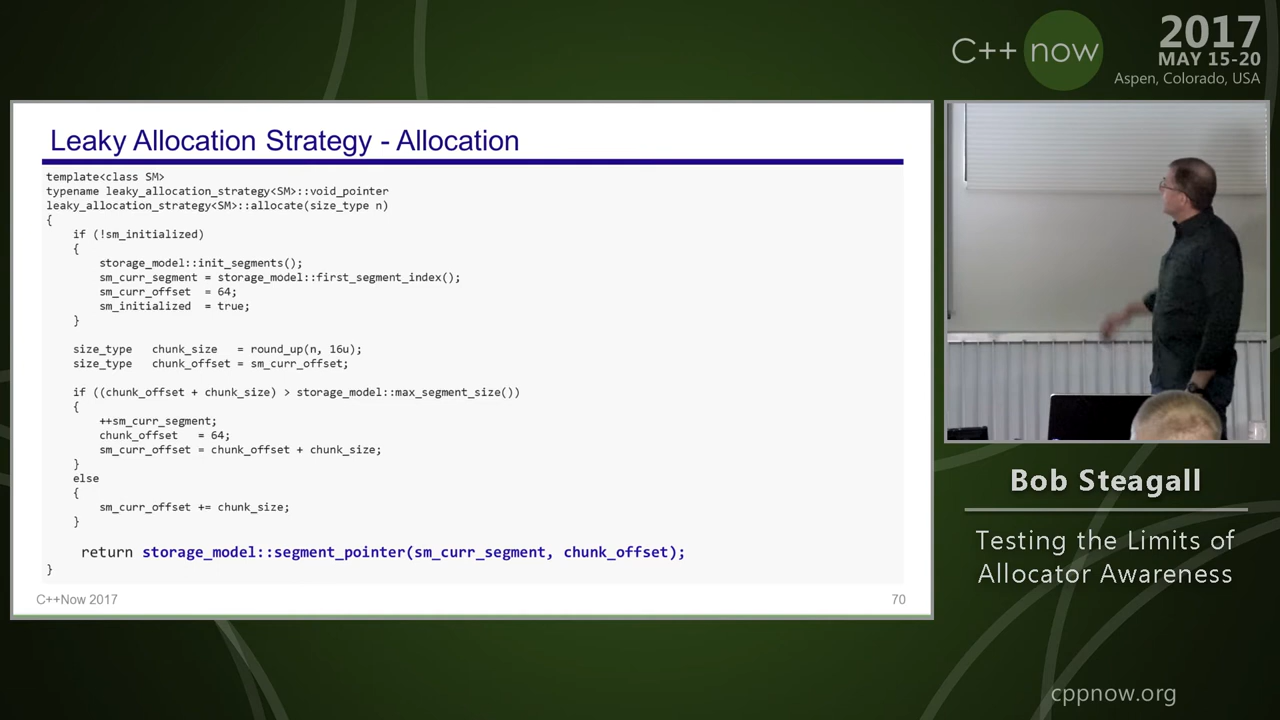 C++ now
2017
MAY 15-20
Aspen, Colorado, USA
Leaky Allocation Strategy - Allocation
template<class SM>
typename leaky_allocation_strategy<SM>::void_pointer
leaky_allocation_strategy<SM>::allocate(size_type n)
{
    if (!sm_initialized)
    {
        storage_model::init_segments();
        sm_curr_segment = storage_model::first_segment_index();
        sm_curr_offset  = 64;
        sm_initialized  = true;
    }
    size_type   chunk_size   = round_up(n, 16u);
    size_type   chunk_offset = sm_curr_offset;
    if ((chunk_offset + chunk_size) > storage_model::max_segment_size())
    {
        ++sm_curr_segment;
        chunk_offset   = 64;
        sm_curr_offset = chunk_offset + chunk_size;
    }
    else
    {
        sm_curr_offset += chunk_size;
    }
    return storage_model::segment_pointer(sm_curr_segment, chunk_offset);
}
C++Now 2017
70
Bob Steagall
Testing the Limits of
Allocator Awareness
cppnow.org